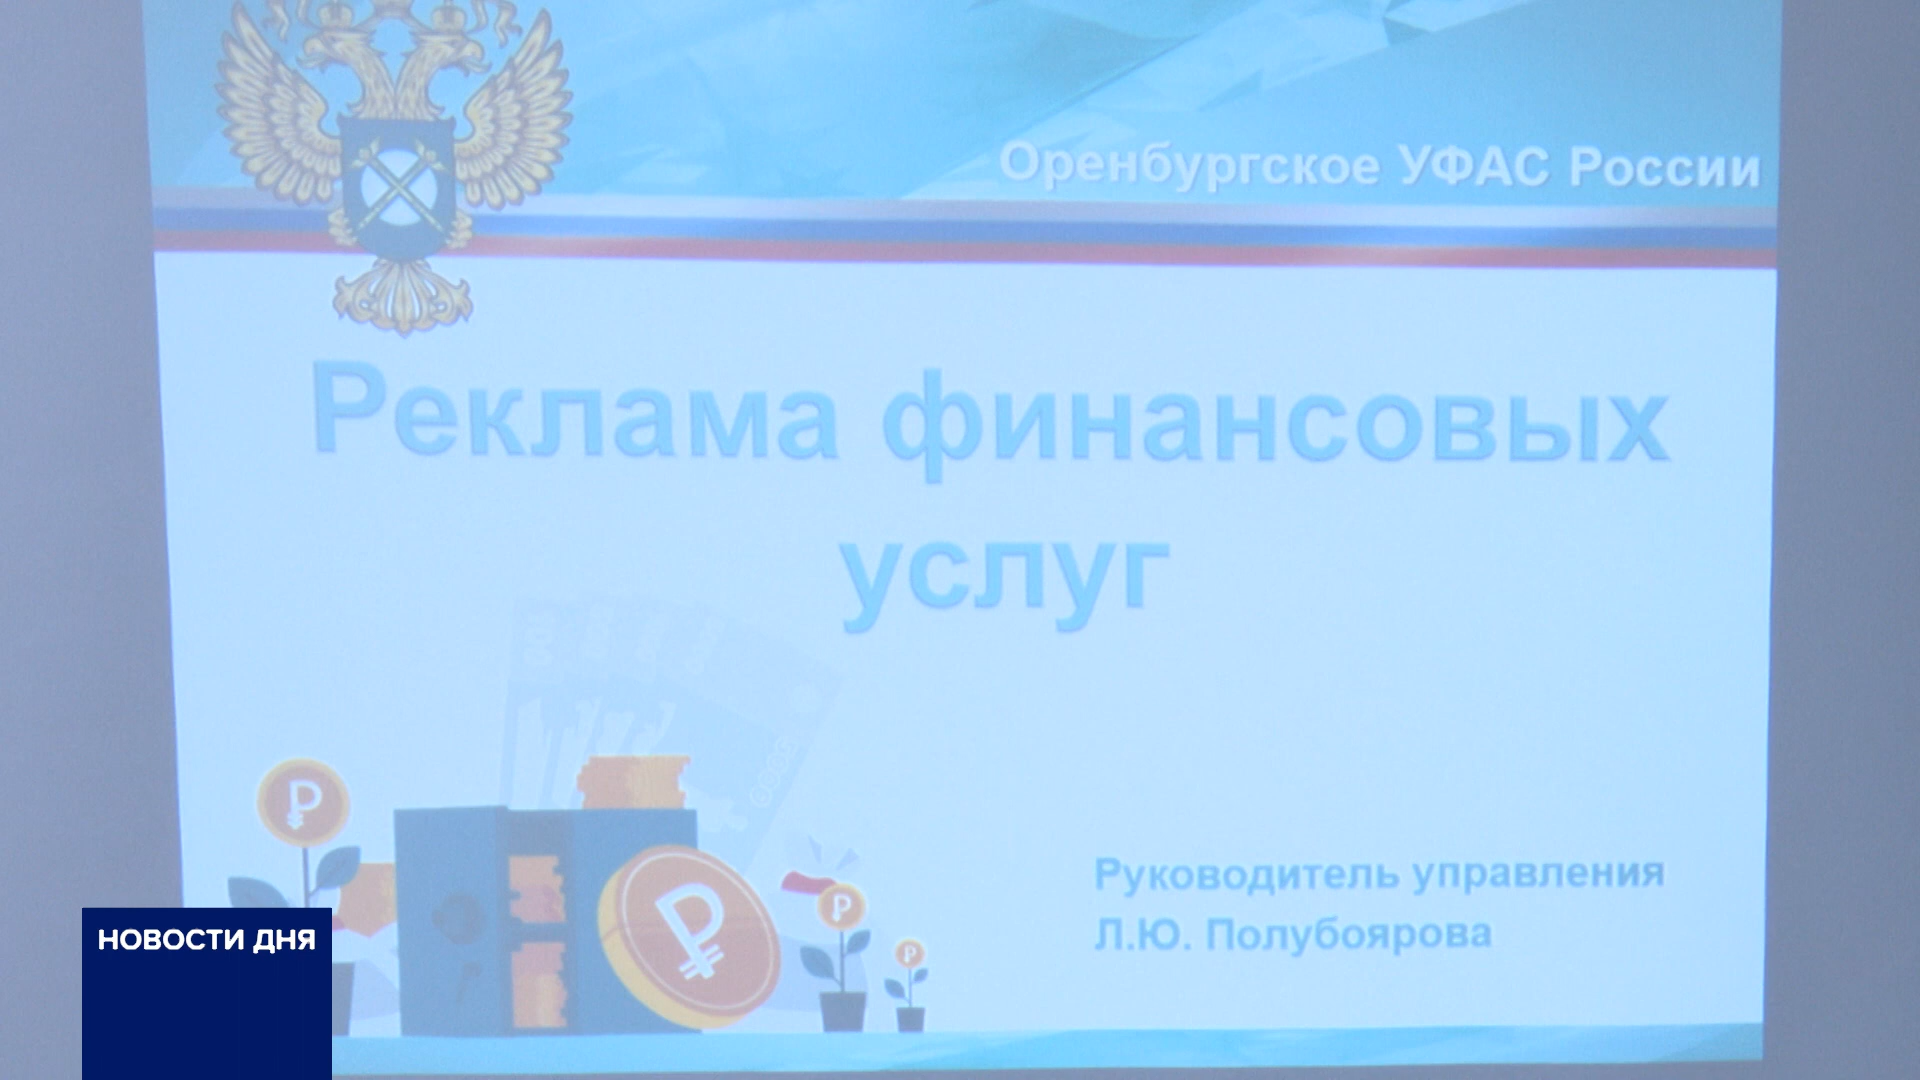 Оренбургское УФАС России
Реклама финансовых
услуг
Руководитель управления
Л.Ю. Полубоярова
НОВОСТИ ДНЯ